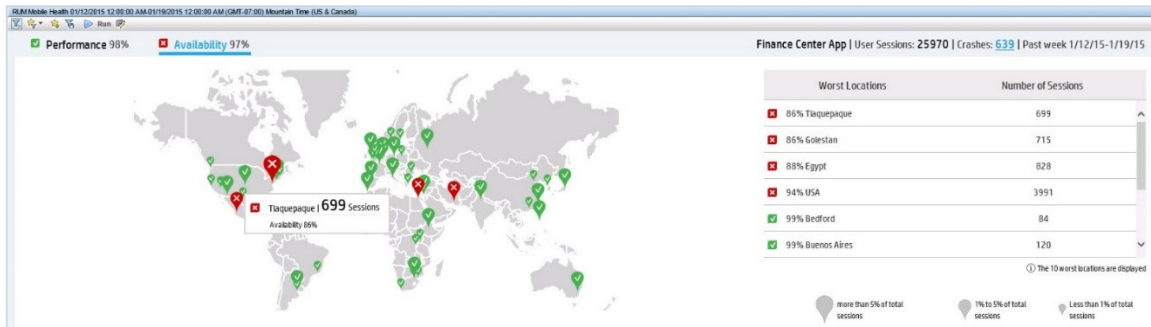 RUM Mobile Health 01/12/2015 12:00:00 AM-01/19/2015 12:00:00 AM (GMT-07:00) Mountain Time (US & Canada)
Run
Performance 98% Availability 97%
Finance Center App | User Sessions: 25970 | Crashes: 639 | Past week 1/12/15-1/19/15
Tlaquepaque | 699 Sessions
Availability 86%
Worst Locations Number of Sessions
86% Tlaquepaque 699
86% Golestan 715
88% Egypt 828
94% USA 3991
99% Bedford 84
99% Buenos Aires 120
The 10 worst locations are displayed
more than 5% of total sessions
1% to 5% of total sessions
Less than 1% of total sessions